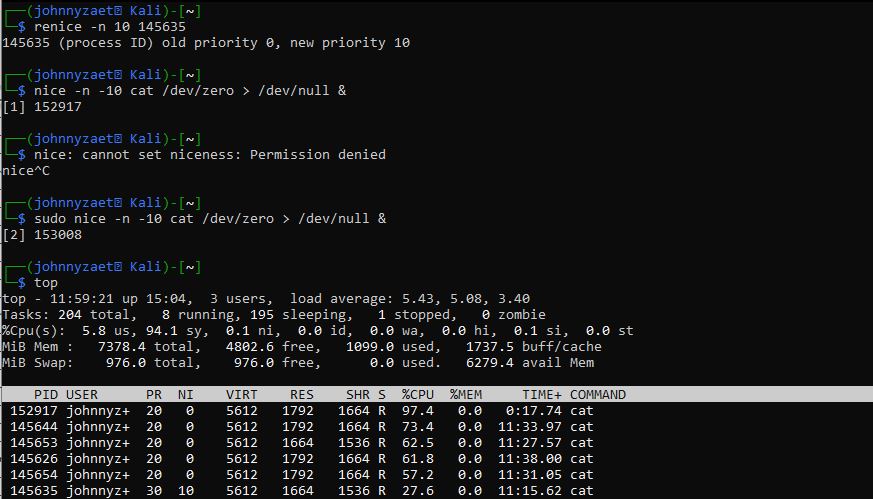 ┌──(johnnyzaet㉿ Kali)-[~]
└─$ renice -n 10 145635
145635 (process ID) old priority 0, new priority 10

┌──(johnnyzaet㉿ Kali)-[~]
└─$ nice -n -10 cat /dev/zero > /dev/null &
[1] 152917

┌──(johnnyzaet㉿ Kali)-[~]
└─$ nice: cannot set niceness: Permission denied
nice^C

┌──(johnnyzaet㉿ Kali)-[~]
└─$ sudo nice -n -10 cat /dev/zero > /dev/null &
[2] 153008

┌──(johnnyzaet㉿ Kali)-[~]
└─$ top
top - 11:59:21 up 15:04,  3 users,  load average: 5.43, 5.08, 3.40
Tasks: 204 total,   8 running, 195 sleeping,   1 stopped,   0 zombie
%Cpu(s):  5.8 us, 94.1 sy,  0.1 ni,  0.0 id,  0.0 wa,  0.0 hi,  0.1 si,  0.0 st
MiB Mem :   7378.4 total,   4802.6 free,   1099.0 used,   1737.5 buff/cache
MiB Swap:    976.0 total,    976.0 free,      0.0 used.   6279.4 avail Mem

    PID USER      PR  NI    VIRT    RES    SHR S  %CPU  %MEM     TIME+ COMMAND
 152917 johnnyz+  20   0    5612   1792   1664 R  97.4   0.0   0:17.74 cat
 145644 johnnyz+  20   0    5612   1792   1664 R  73.4   0.0  11:33.97 cat
 145653 johnnyz+  20   0    5612   1664   1536 R  62.5   0.0  11:27.57 cat
 145626 johnnyz+  20   0    5612   1792   1664 R  61.8   0.0  11:38.00 cat
 145654 johnnyz+  20   0    5612   1792   1664 R  57.2   0.0  11:31.05 cat
 145635 johnnyz+  30  10    5612   1664   1536 R  27.6   0.0  11:15.62 cat